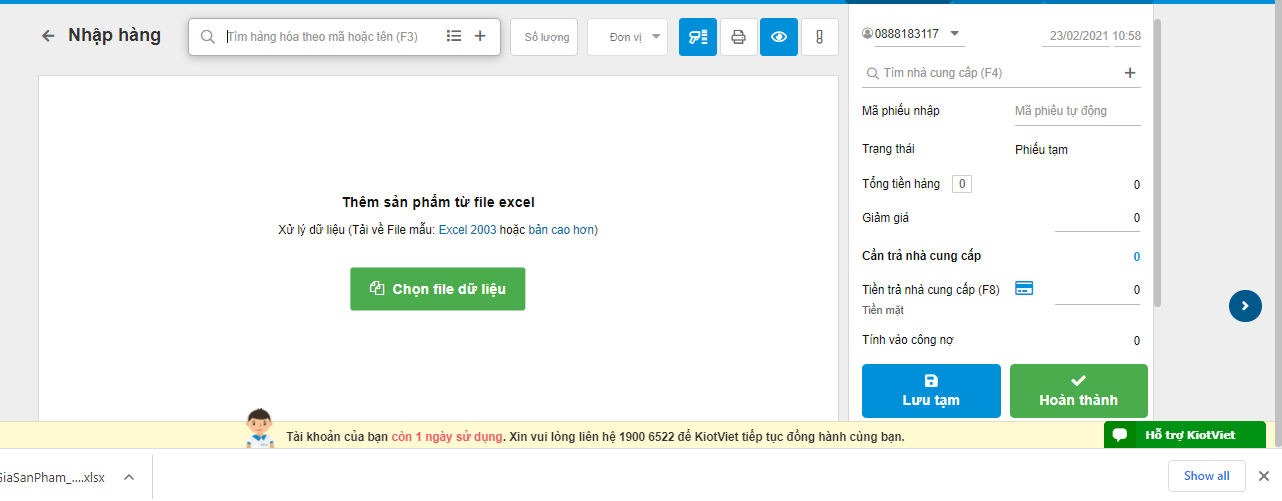 Nhập hàng
Tìm hàng hóa theo mã hoặc tên (F3)
Số lượng
Đơn vị
0888183117
23/02/2021 10:58
Tìm nhà cung cấp (F4)
Mã phiếu nhập
Mã phiếu tự động
Trạng thái
Phiếu tạm
Tổng tiền hàng 0 0
Giảm giá 0
Cần trả nhà cung cấp 0
Tiền trả nhà cung cấp (F8) 0
Tiền mặt
Tính vào công nợ 0
Lưu tạm
Hoàn thành
Thêm sản phẩm từ file excel
Xử lý dữ liệu (Tải về File mẫu: Excel 2003 hoặc bản cao hơn)
Chọn file dữ liệu
Tài khoản của bạn còn 1 ngày sử dụng. Xin vui lòng liên hệ 1900 6522 để KiotViet tiếp tục đồng hành cùng bạn.
Hỗ trợ KiotViet
GiaSanPham_....xlsx
Show all